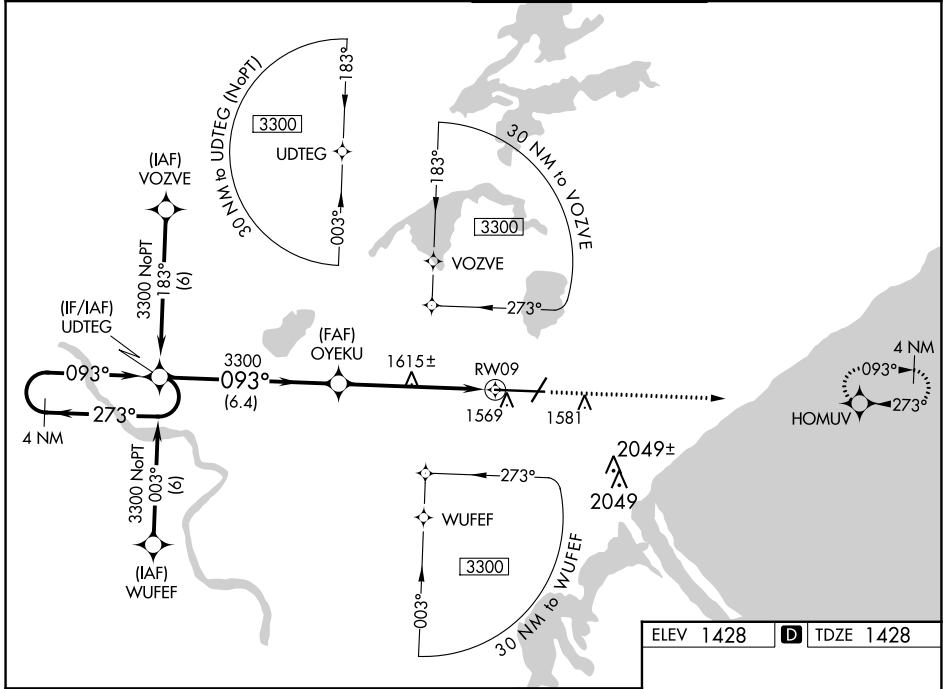 30 NM to UDTEG (NoPT)
183°
3300
UDTEG
003°
30 NM to VOZVE
183°
3300
VOZVE
273°
(IAF)
VOZVE
3300 NoPT
183°
(6)
(IF/IAF)
UDTEG
093°
273°
4 NM
3300
093°
(6.4)
(FAF)
OYEKU
1615±
RW09
1569
1581
4 NM
093°
273°
HOMUV
2049±
2049
3300 NoPT
003°
(6)
(IAF)
WUFEF
273°
WUFEF
003°
3300
30 NM to WUFEF
ELEV 1428 D TDZE 1428